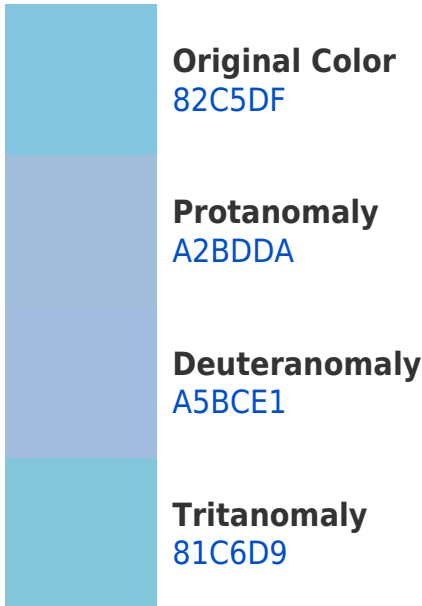 Original Color
82C5DF
Protanomaly
A2BDDA
Deuteranomaly
A5BCE1
Tritanomaly
81C6D9